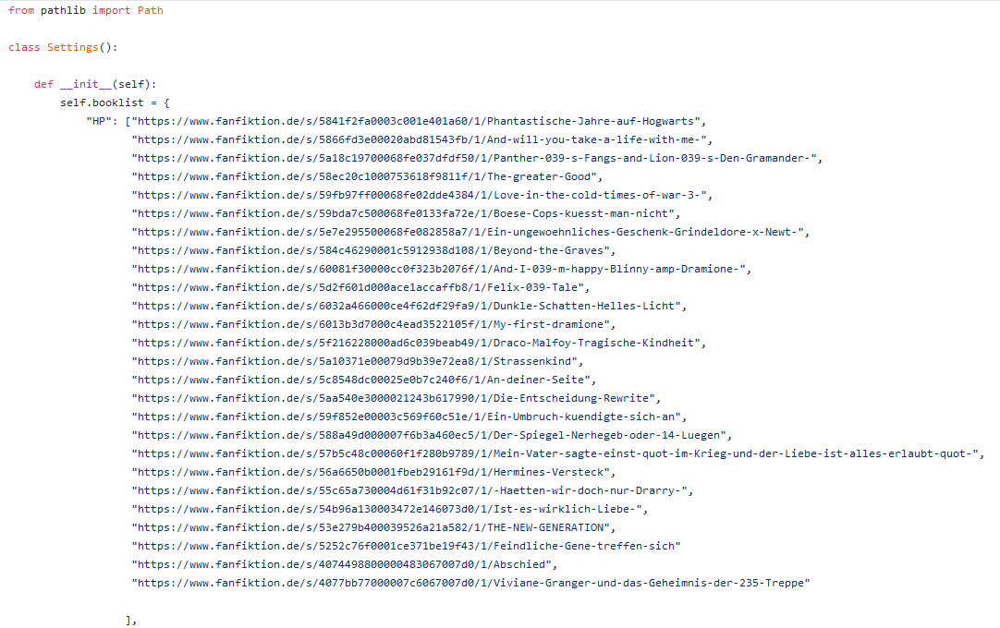 from pathlib import Path
class Settings():
def __init__(self):
self.booklist = {
"HP": ["https://www.fanfiktion.de/s/5841f2fa0003c001e401a60/1/Phantastische-Jahre-auf-Hogwarts",
"https://www.fanfiktion.de/s/5866fd3e00020abd81543fb/1/And-will-you-take-a-life-with-me-",
"https://www.fanfiktion.de/s/5a18c19700068fe037dfdf50/1/Panther-039-s-Fangs-and-Lion-039-s-Den-Gramander-",
"https://www.fanfiktion.de/s/58ec20c1000753618f9811f/1/The-greater-Good",
"https://www.fanfiktion.de/s/59fb97ff00068fe02dde4384/1/Love-in-the-cold-times-of-war-3-",
"https://www.fanfiktion.de/s/59bda7c500068fe0133fa72e/1/Boese-Cops-kuesst-man-nicht",
"https://www.fanfiktion.de/s/5e7e295500068fe082858a7/1/Ein-ungewoehnliches-Geschenk-Grindeldore-x-Newt-",
"https://www.fanfiktion.de/s/584c46290001c5912938d108/1/Beyond-the-Graves",
"https://www.fanfiktion.de/s/60081f30000cc0f323b2076f/1/And-I-039-m-happy-Blinny-amp-Dramione-",
"https://www.fanfiktion.de/s/5d2f601d000ace1accaffb8/1/Felix-039-Tale",
"https://www.fanfiktion.de/s/6032a466000ce4f62df29fa9/1/Dunkle-Schatten-Helles-Licht",
"https://www.fanfiktion.de/s/6013b3d7000c4ead3522105f/1/My-first-dramione",
"https://www.fanfiktion.de/s/5f216228000ad6c039beab49/1/Draco-Malfoy-Tragische-Kindheit",
"https://www.fanfiktion.de/s/5a10371e00079d9b39e72ea8/1/Strassenkind",
"https://www.fanfiktion.de/s/5c8548dc00025e0b7c240f6/1/An-deiner-Seite",
"https://www.fanfiktion.de/s/5aa540e3000021243b617990/1/Die-Entscheidung-Rewrite",
"https://www.fanfiktion.de/s/59f852e00003c569f60c51e/1/Ein-Umbruch-kuendigte-sich-an",
"https://www.fanfiktion.de/s/588a49d000007f6b3a460ec5/1/Der-Spiegel-Nerhegeb-oder-14-Luegen",
"https://www.fanfiktion.de/s/57b5c48c00060f1f280b9789/1/Mein-Vater-sagte-einst-quot-im-Krieg-und-der-Liebe-ist-alles-erlaubt-quot-",
"https://www.fanfiktion.de/s/56a6650b0001fbeb29161f9d/1/Hermines-Versteck",
"https://www.fanfiktion.de/s/55c65a730004d61f31b92c07/1/-Haetten-wir-doch-nur-Drarry-",
"https://www.fanfiktion.de/s/54b96a130003472e146073d0/1/Ist-es-wirklich-Liebe-",
"https://www.fanfiktion.de/s/53e279b400039526a21a582/1/THE-NEW-GENERATION",
"https://www.fanfiktion.de/s/5252c76f0001ce371be19f43/1/Feindliche-Gene-treffen-sich"
"https://www.fanfiktion.de/s/4074498800000483067007d0/1/Abschied",
"https://www.fanfiktion.de/s/4077bb77000007c6067007d0/1/Viviane-Granger-und-das-Geheimnis-der-235-Treppe"
],